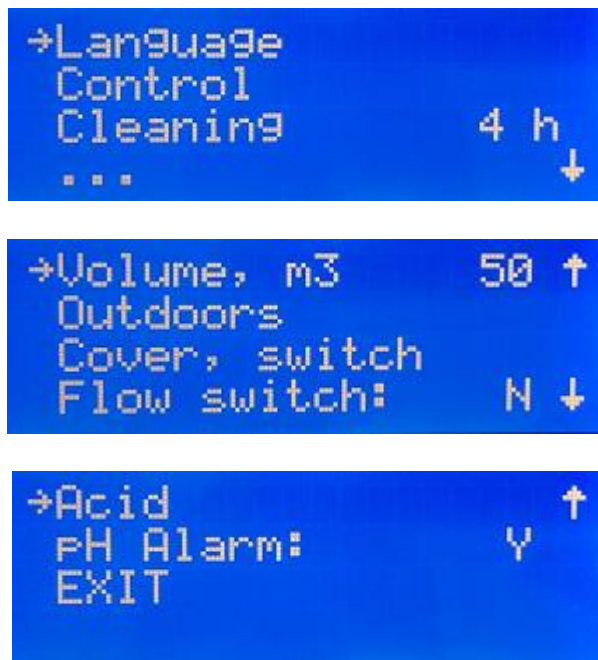 →Language
Control
Cleaning 4 h
... ↓
→Volume, m3 50 ↑
Outdoors
Cover, switch
Flow switch: N ↓
→Acid ↑
pH Alarm: Y
EXIT